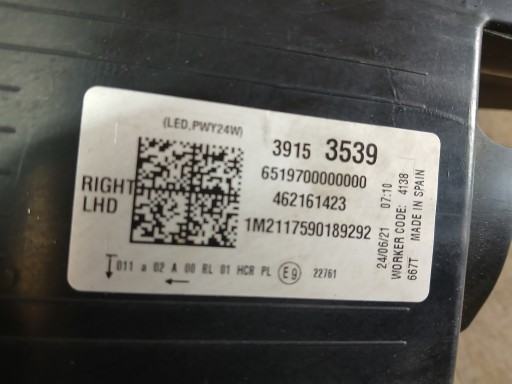 (LED,PWY24W)
3915 3539
6519700000000
462161423
1M2117590189292
RIGHT
LHD
011 a 02 A 00 RL 01 HCR PL E9 22761
24/06/21 07:10
WORKER CODE: 4138
667T MADE IN SPAIN